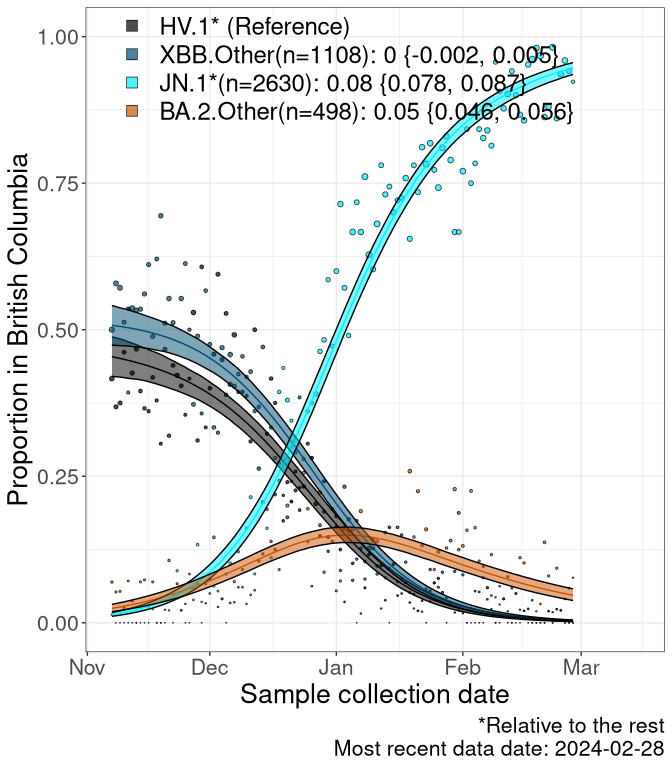 HV.1* (Reference)
XBB.Other(n=1108): 0 {-0.002, 0.005}
JN.1*(n=2630): 0.08 {0.078, 0.087}
BA.2.Other(n=498): 0.05 {0.046, 0.056}
1.00
0.75
0.50
0.25
0.00
Proportion in British Columbia
Nov Dec Jan Feb Mar
Sample collection date
*Relative to the rest
Most recent data date: 2024-02-28